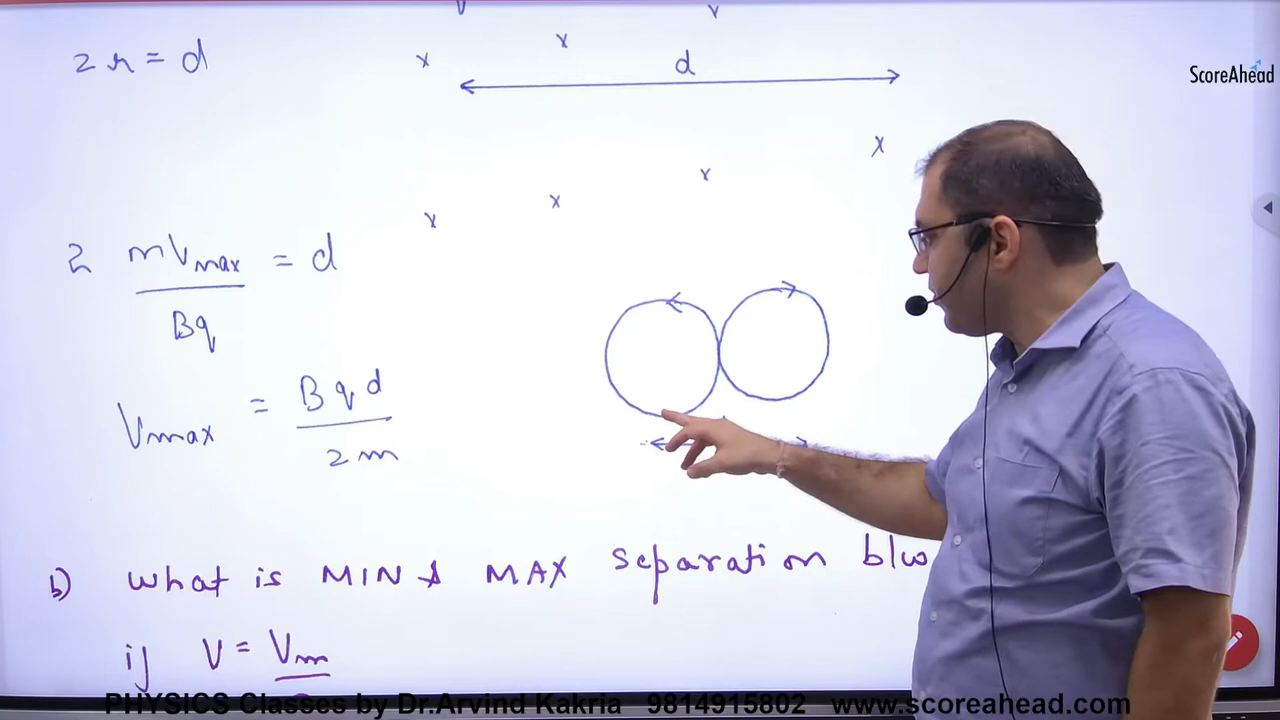 2r = d
d
ScoreAhead
x x x x x x
2 mVmax / Bq = d
Vmax = Bqd / 2m
b) What is MIN & MAX separation b/w
if V = Vm
PHYSICS Classes by Dr.Arvind Kakria 9814915802 www.scoreahead.com